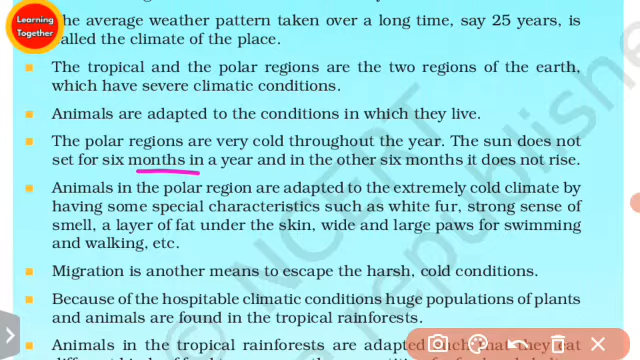 Learning
Together
he average weather pattern taken over a long time, say 25 years, is
alled the climate of the place.
The tropical and the polar regions are the two regions of the earth,
which have severe climatic conditions.
Animals are adapted to the conditions in which they live.
The polar regions are very cold throughout the year. The sun does not
set for six months in a year and in the other six months it does not rise.
Animals in the polar region are adapted to the extremely cold climate by
having some special characteristics such as white fur, strong sense of
smell, a layer of fat under the skin, wide and large paws for swimming
and walking, etc.
Migration is another means to escape the harsh, cold conditions.
Because of the hospitable climatic conditions huge populations of plants
and animals are found in the tropical rainforests.
Animals in the tropical rainforests are adapted such that they eat
© NCERT
republishe